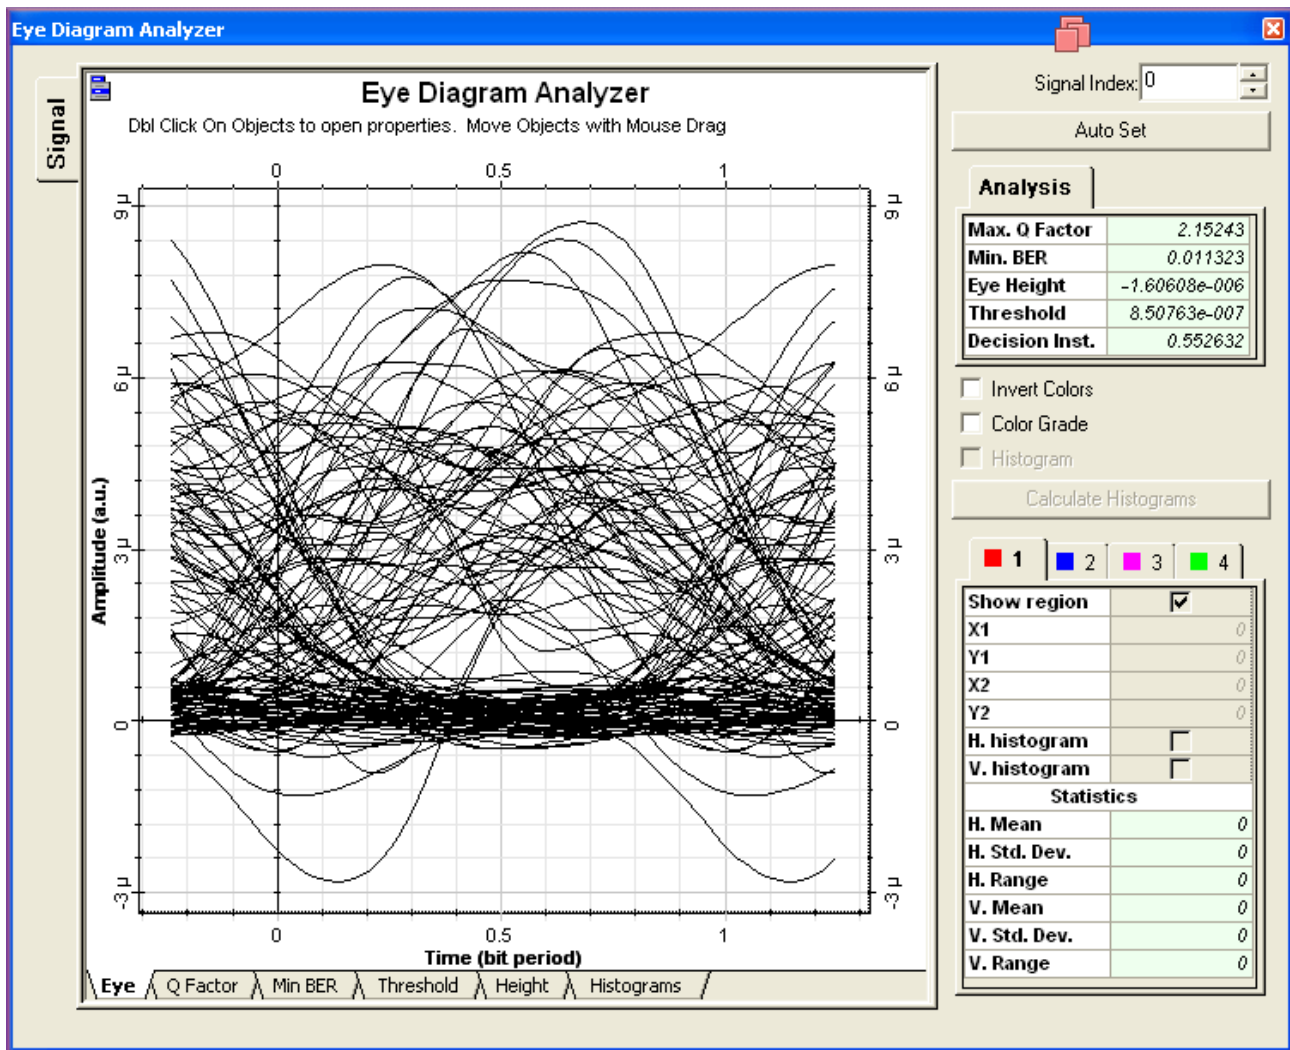 Eye Diagram Analyzer
Signal
Eye Diagram Analyzer
Dbl Click On Objects to open properties. Move Objects with Mouse Drag
0 0.5 1
9 µ
6 µ
3 µ
0
-3 µ
Amplitude (a.u.)
9 µ
6 µ
3 µ
0
-3 µ
0 0.5 1
Time (bit period)
Eye Q Factor Min BER Threshold Height Histograms
Signal Index: 0
Auto Set
Analysis
Max. Q Factor 2.15243
Min. BER 0.011323
Eye Height -1.60608e-006
Threshold 8.50763e-007
Decision Inst. 0.552632
Invert Colors
Color Grade
Histogram
Calculate Histograms
1 2 3 4
Show region
X1 0
Y1 0
X2 0
Y2 0
H. histogram
V. histogram
Statistics
H. Mean 0
H. Std. Dev. 0
H. Range 0
V. Mean 0
V. Std. Dev. 0
V. Range 0